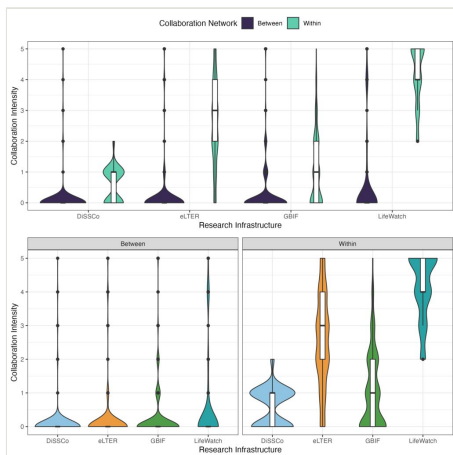 Collaboration Network Between Within
Collaboration Intensity
5
4
3
2
1
0
DiSSCo eLTER GBIF LifeWatch
Research Infrastructure
Between Within
Collaboration Intensity
5
4
3
2
1
0
DiSSCo eLTER GBIF LifeWatch DiSSCo eLTER GBIF LifeWatch
Research Infrastructure